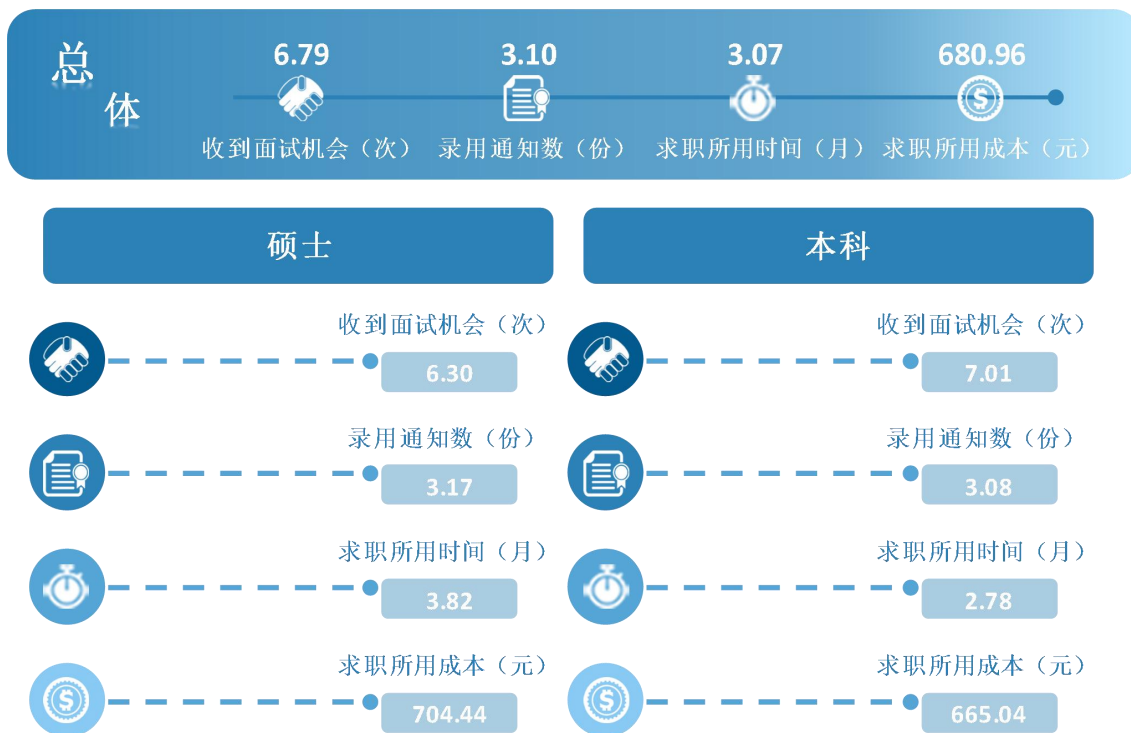 总体
6.79 3.10 3.07 680.96
收到面试机会（次） 录用通知数（份） 求职所用时间（月） 求职所用成本（元）
硕士
收到面试机会（次）
6.30
录用通知数（份）
3.17
求职所用时间（月）
3.82
求职所用成本（元）
704.44
本科
收到面试机会（次）
7.01
录用通知数（份）
3.08
求职所用时间（月）
2.78
求职所用成本（元）
665.04